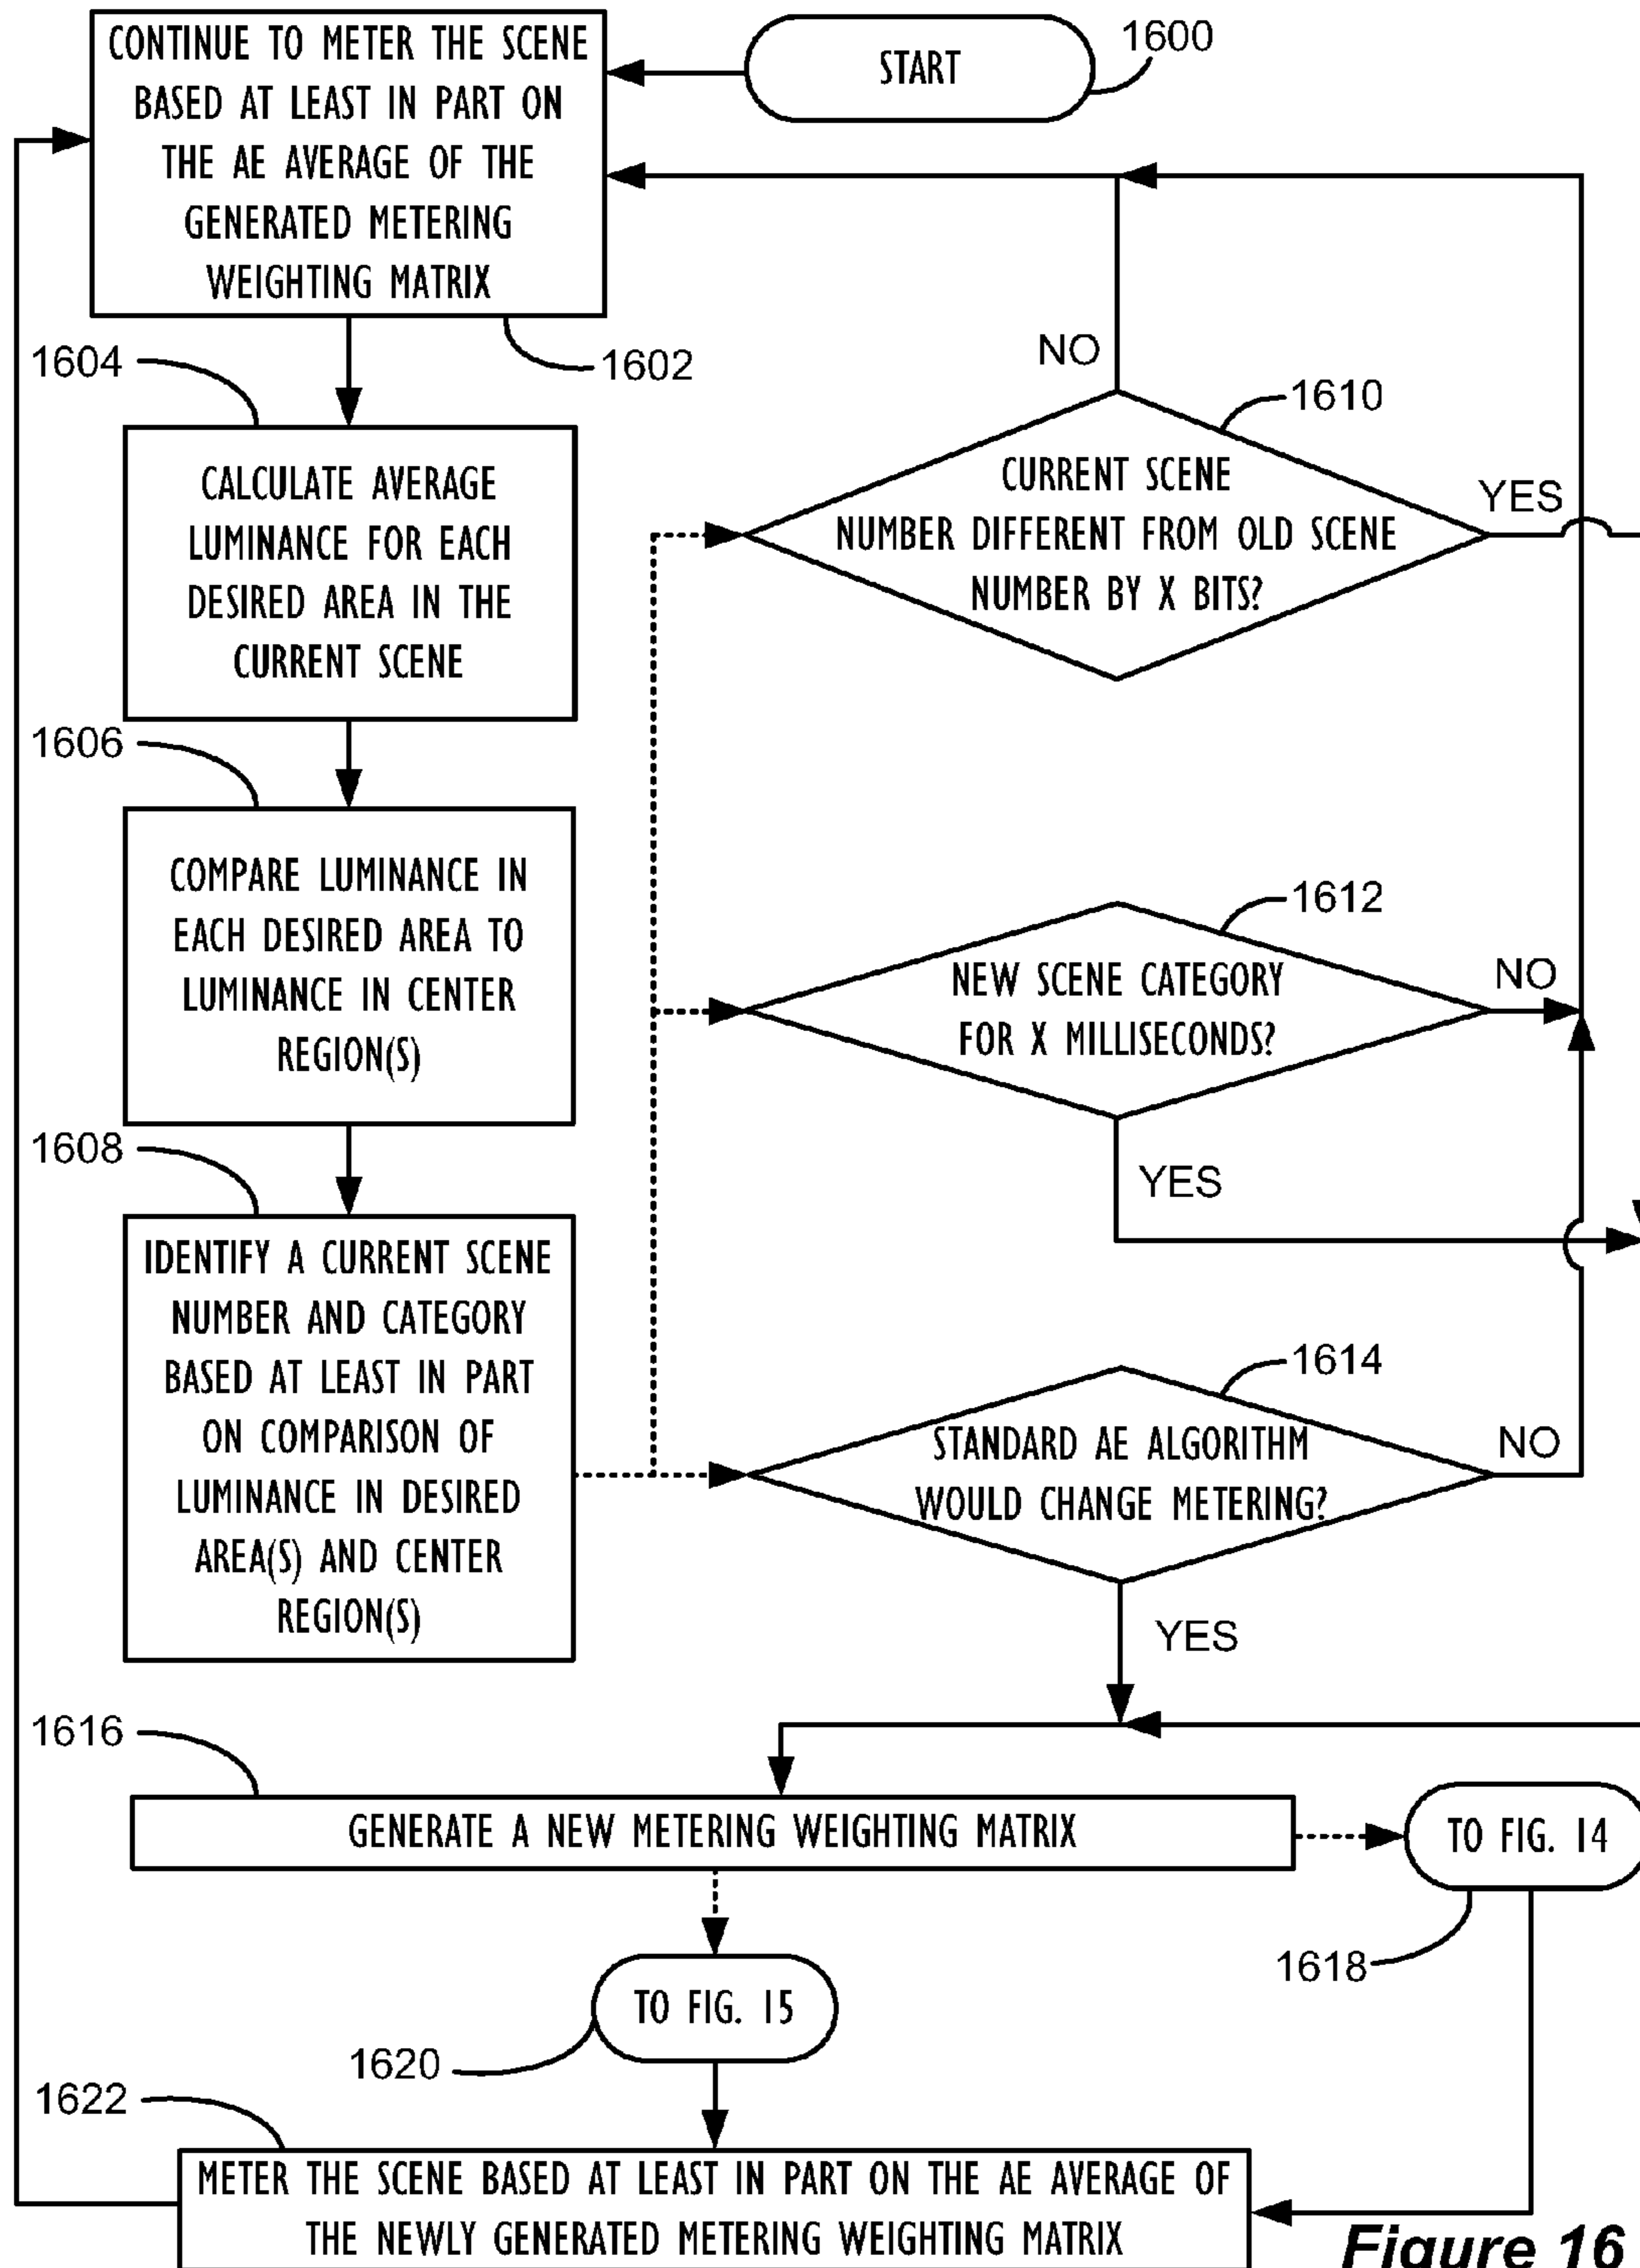 CONTINUE TO METER THE SCENE
BASED AT LEAST IN PART ON
THE AE AVERAGE OF THE
GENERATED METERING
WEIGHTING MATRIX
START
1600
1602
1604
CALCULATE AVERAGE
LUMINANCE FOR EACH
DESIRED AREA IN THE
CURRENT SCENE
NO
1610
CURRENT SCENE
NUMBER DIFFERENT FROM OLD SCENE
NUMBER BY X BITS?
YES
1606
COMPARE LUMINANCE IN
EACH DESIRED AREA TO
LUMINANCE IN CENTER
REGION(S)
1612
NEW SCENE CATEGORY
FOR X MILLISECONDS?
NO
YES
1608
IDENTIFY A CURRENT SCENE
NUMBER AND CATEGORY
BASED AT LEAST IN PART
ON COMPARISON OF
LUMINANCE IN DESIRED
AREA(S) AND CENTER
REGION(S)
1614
STANDARD AE ALGORITHM
WOULD CHANGE METERING?
NO
YES
1616
GENERATE A NEW METERING WEIGHTING MATRIX
TO FIG. 14
1618
TO FIG. 15
1620
1622
METER THE SCENE BASED AT LEAST IN PART ON THE AE AVERAGE OF
THE NEWLY GENERATED METERING WEIGHTING MATRIX
Figure 16